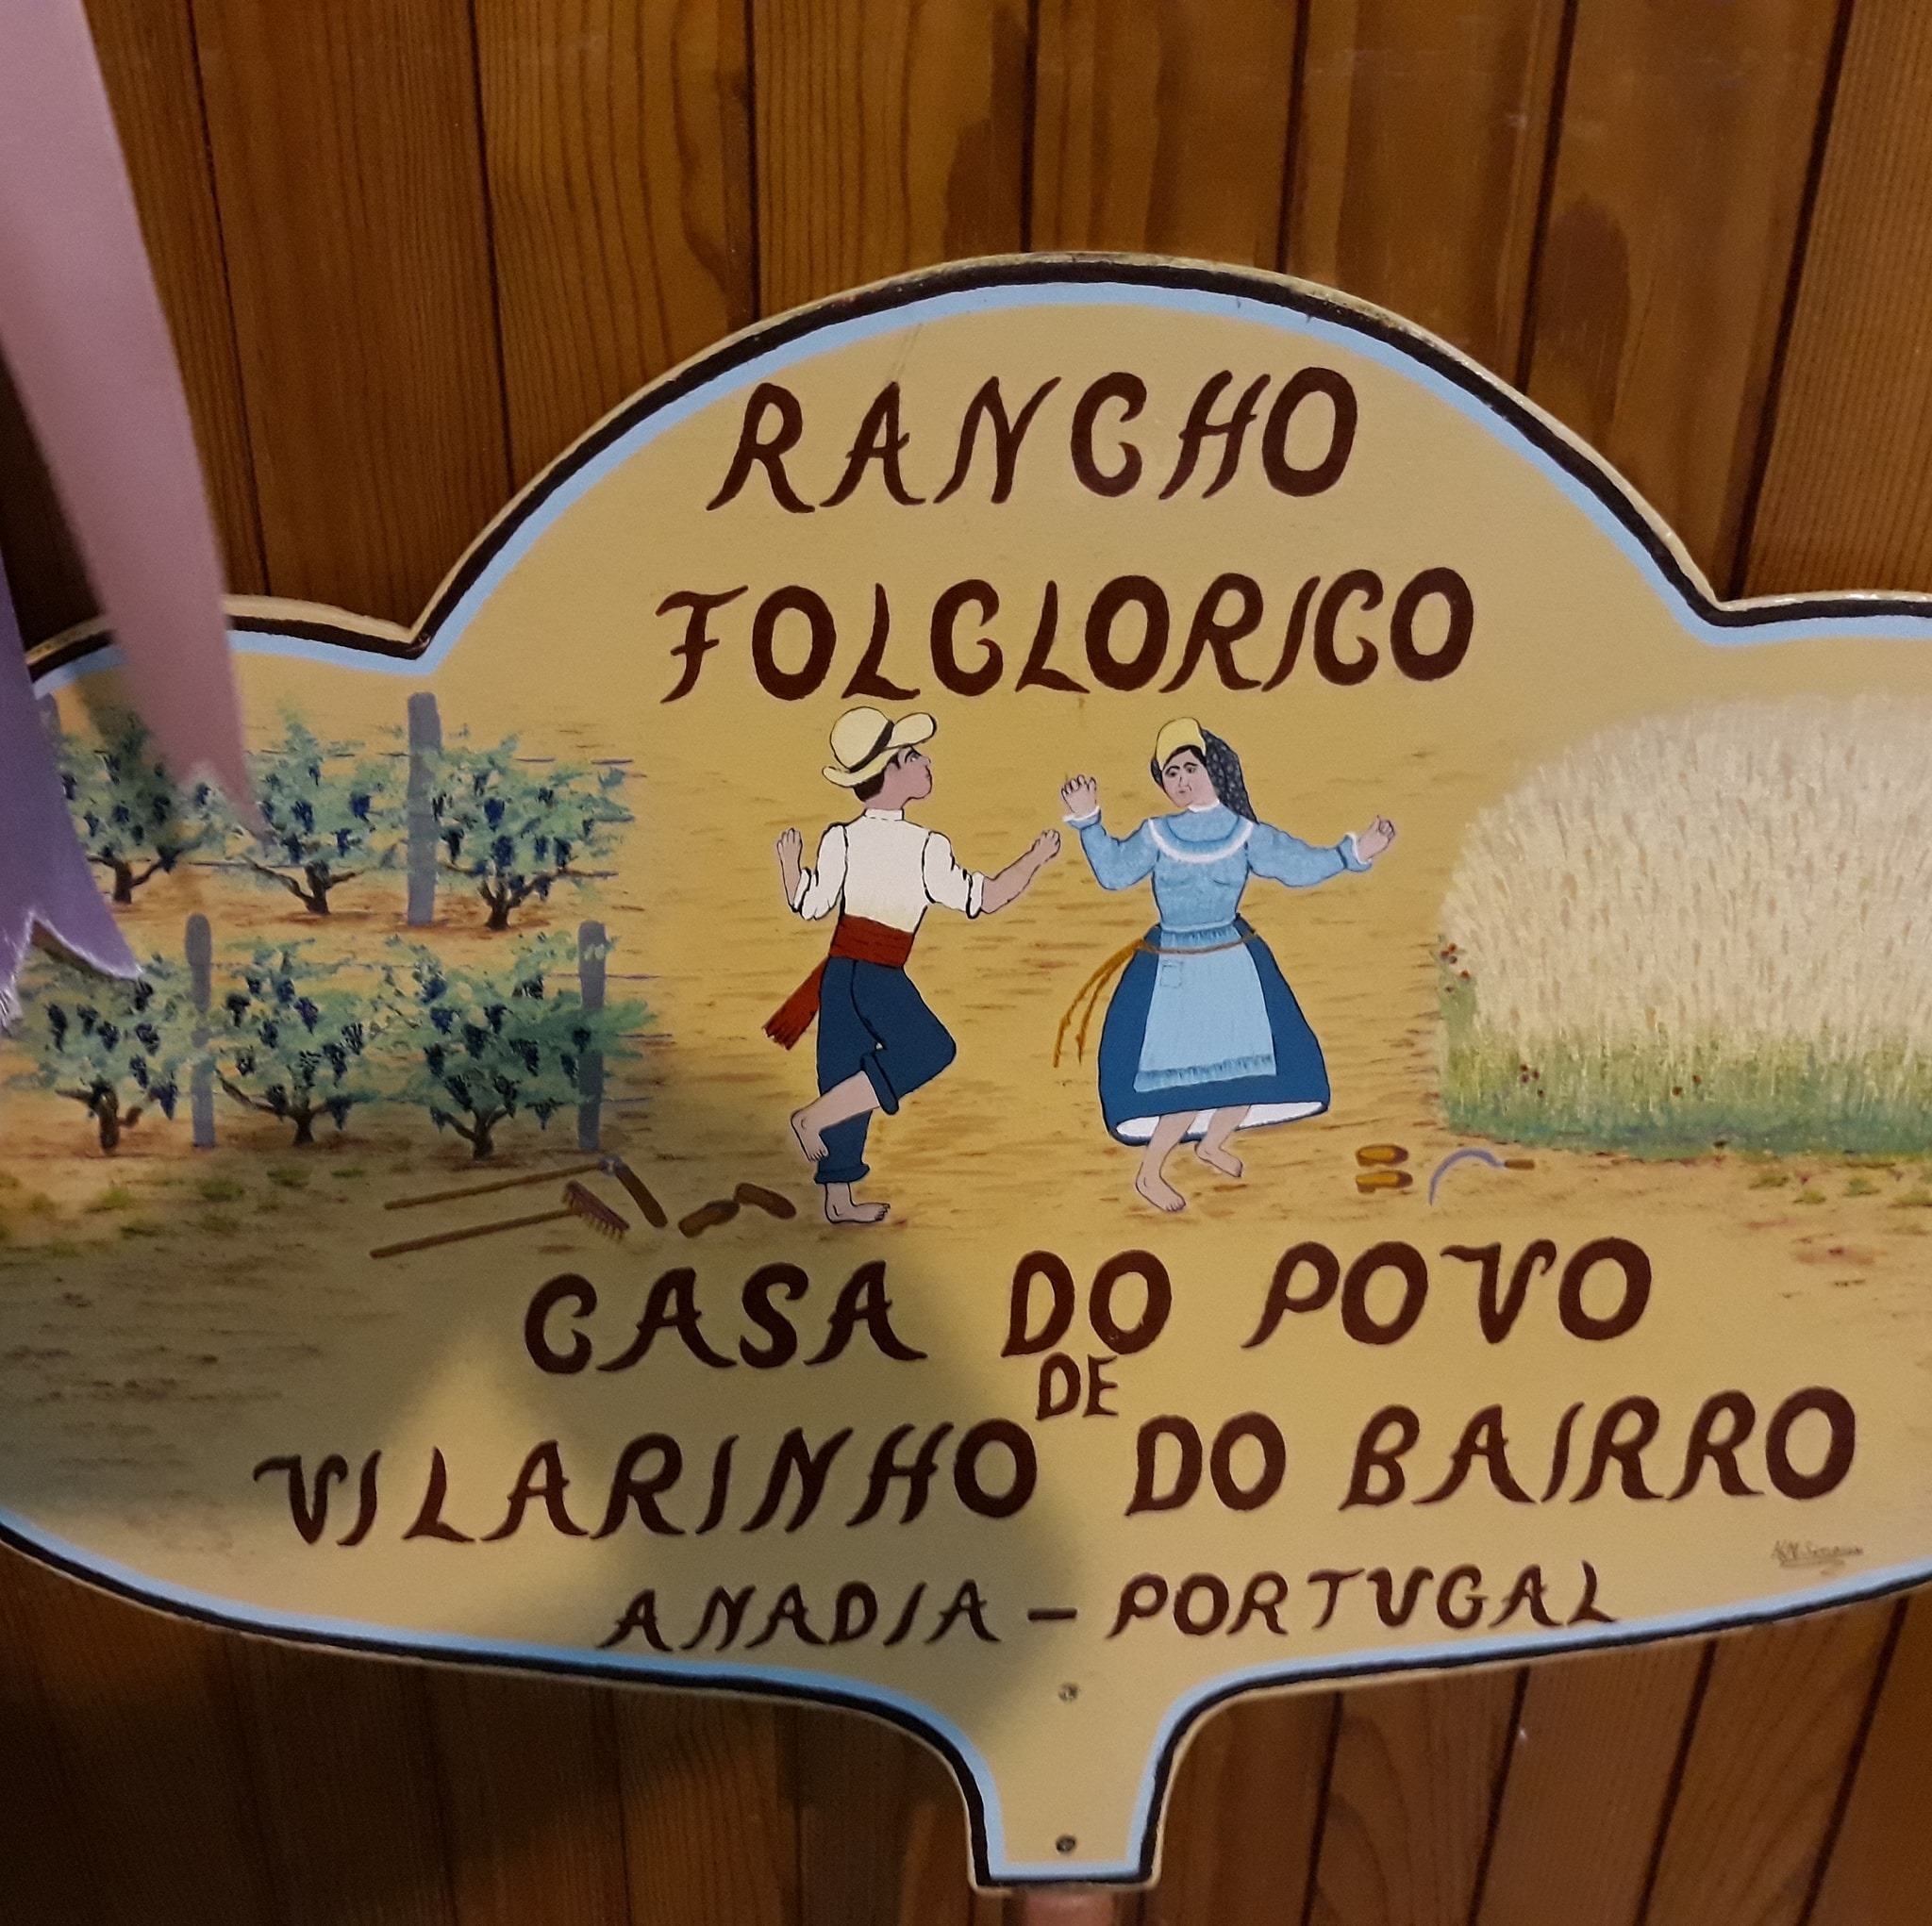 RANCHO
FOLCLORICO
CASA DO POVO
DE
VILARINHO DO BAIRRO
ANADIA - PORTUGAL